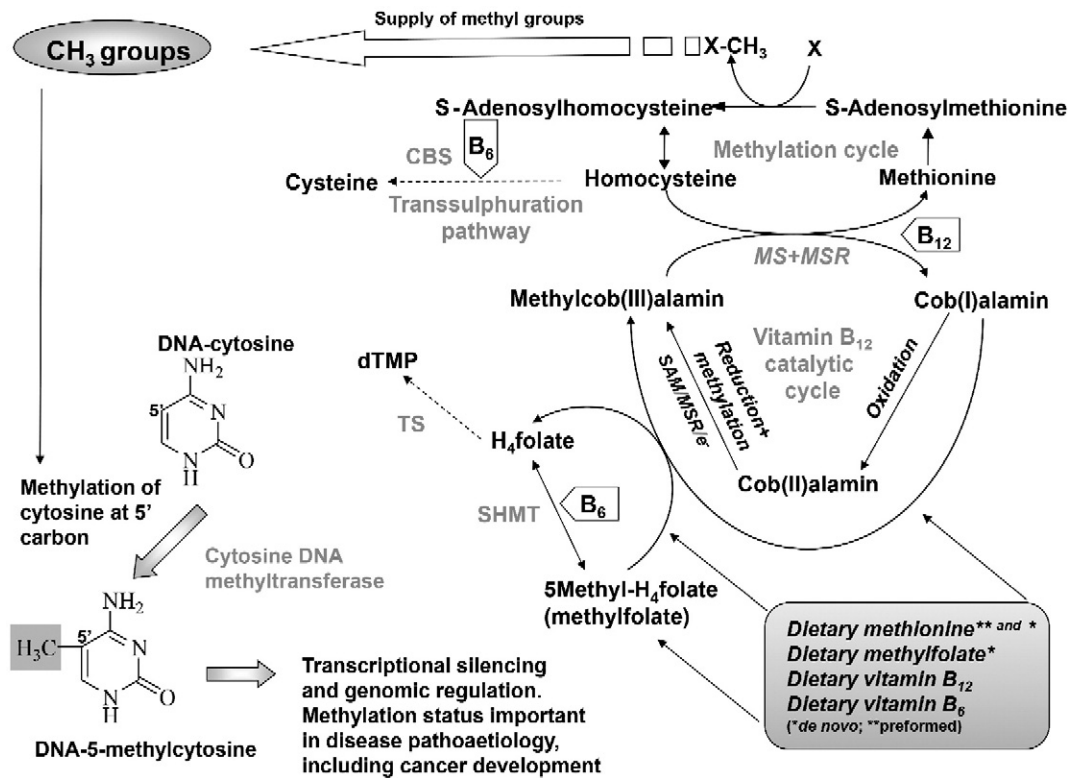 Supply of methyl groups
CH₃ groups
X-CH₃
X
S-Adenosylhomocysteine
S-Adenosylmethionine
B₆
CBS
Methylation cycle
Cysteine
Homocysteine
Methionine
Transsulphuration
pathway
B₁₂
MS+MSR
Methylcob(III)alamin
Cob(I)alamin
DNA-cytosine
NH₂
5'
N
N
H
O
dTMP
TS
Vitamin B₁₂
catalytic
cycle
Reduction+
methylation
SAM/MSR/e⁻
Oxidation
H₄folate
Cob(II)alamin
B₆
SHMT
Methylation of
cytosine at 5'
carbon
Cytosine DNA
methyltransferase
5Methyl-H₄folate
(methylfolate)
NH₂
H₃C
5'
N
N
H
O
DNA-5-methylcytosine
Transcriptional silencing
and genomic regulation.
Methylation status important
in disease pathoaetiology,
including cancer development
Dietary methionine** and *
Dietary methylfolate*
Dietary vitamin B₁₂
Dietary vitamin B₆
(*de novo; **preformed)